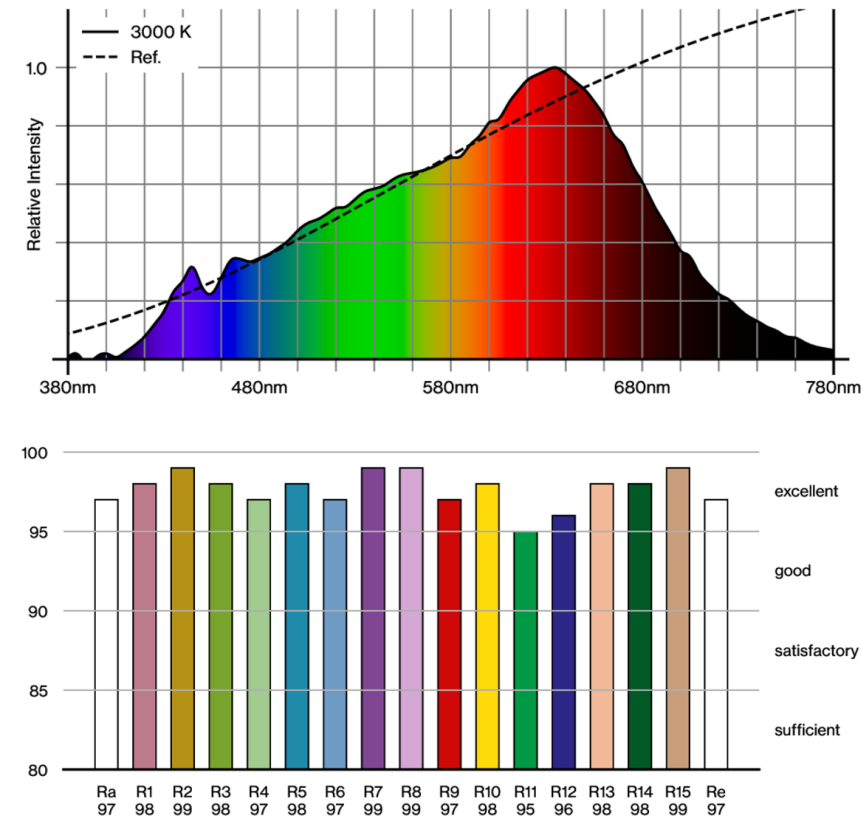 3000 K
Ref.
1.0
Relative Intensity
380nm 480nm 580nm 680nm 780nm
100
excellent
95
good
90
satisfactory
85
sufficient
80
Ra R1 R2 R3 R4 R5 R6 R7 R8 R9 R10 R11 R12 R13 R14 R15 Re
97 98 99 98 97 98 97 99 99 97 98 95 96 98 98 99 97